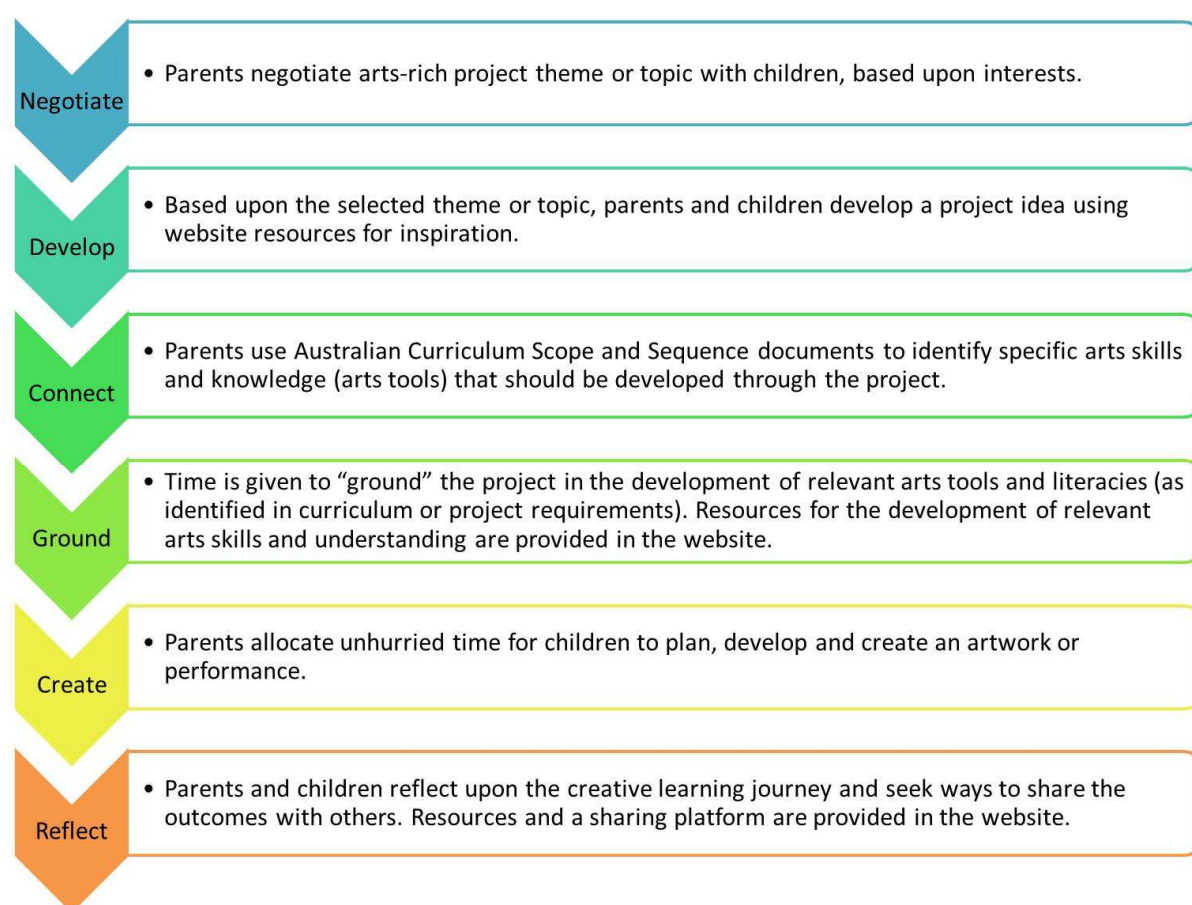 Negotiate
• Parents negotiate arts-rich project theme or topic with children, based upon interests.
Develop
• Based upon the selected theme or topic, parents and children develop a project idea using
website resources for inspiration.
Connect
• Parents use Australian Curriculum Scope and Sequence documents to identify specific arts skills
and knowledge (arts tools) that should be developed through the project.
Ground
• Time is given to “ground” the project in the development of relevant arts tools and literacies (as
identified in curriculum or project requirements). Resources for the development of relevant
arts skills and understanding are provided in the website.
Create
• Parents allocate unhurried time for children to plan, develop and create an artwork or
performance.
Reflect
• Parents and children reflect upon the creative learning journey and seek ways to share the
outcomes with others. Resources and a sharing platform are provided in the website.